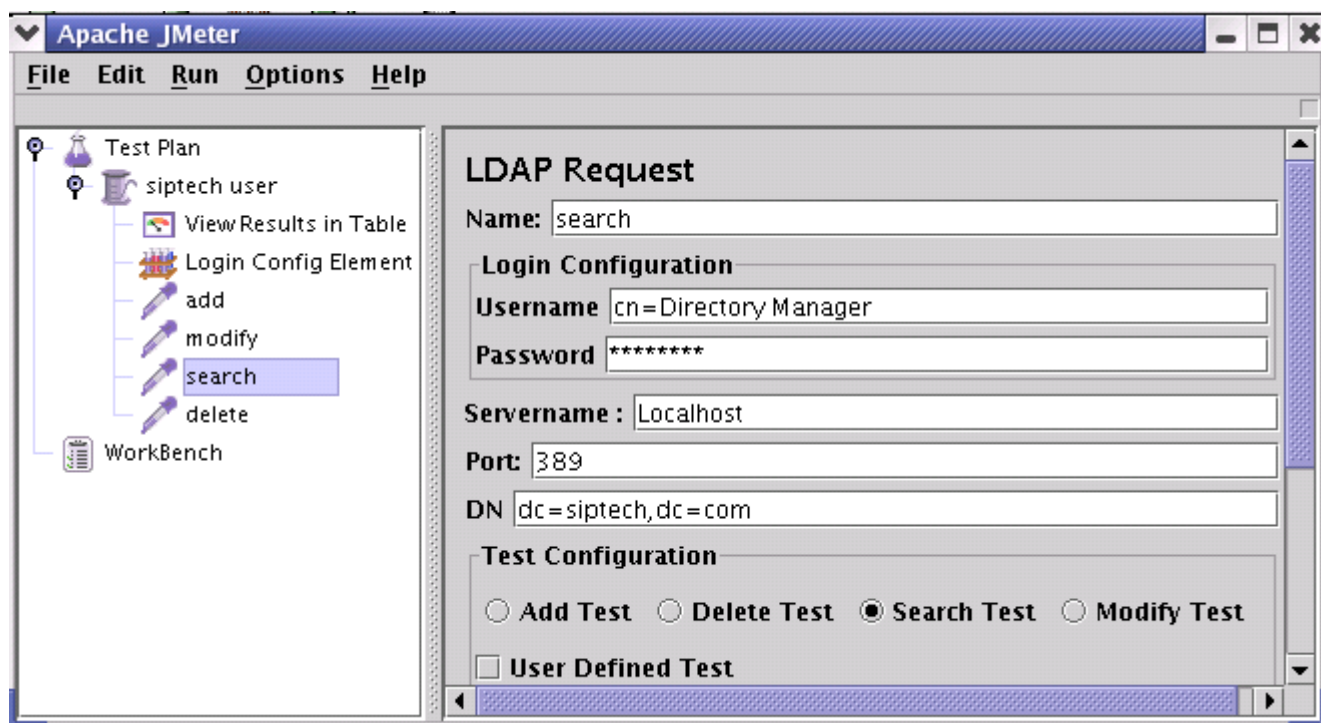 Apache JMeter
File Edit Run Options Help
Test Plan
siptech user
View Results in Table
Login Config Element
add
modify
search
delete
WorkBench
LDAP Request
Name: search
Login Configuration
Username cn=Directory Manager
Password ********
Servername : Localhost
Port: 389
DN dc=siptech,dc=com
Test Configuration
Add Test Delete Test Search Test Modify Test
User Defined Test